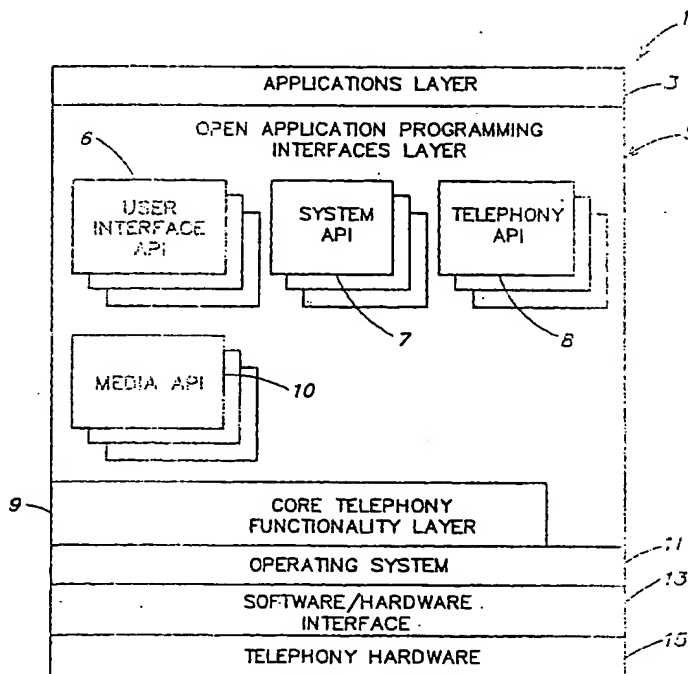 1
APPLICATIONS LAYER
3
OPEN APPLICATION PROGRAMMING
INTERFACES LAYER
6
USER
INTERFACE
API
SYSTEM
API
TELEPHONY
API
7
8
MEDIA API
10
9
CORE TELEPHONY
FUNCTIONALITY LAYER
11
OPERATING SYSTEM
13
SOFTWARE/HARDWARE
INTERFACE
TELEPHONY HARDWARE
15